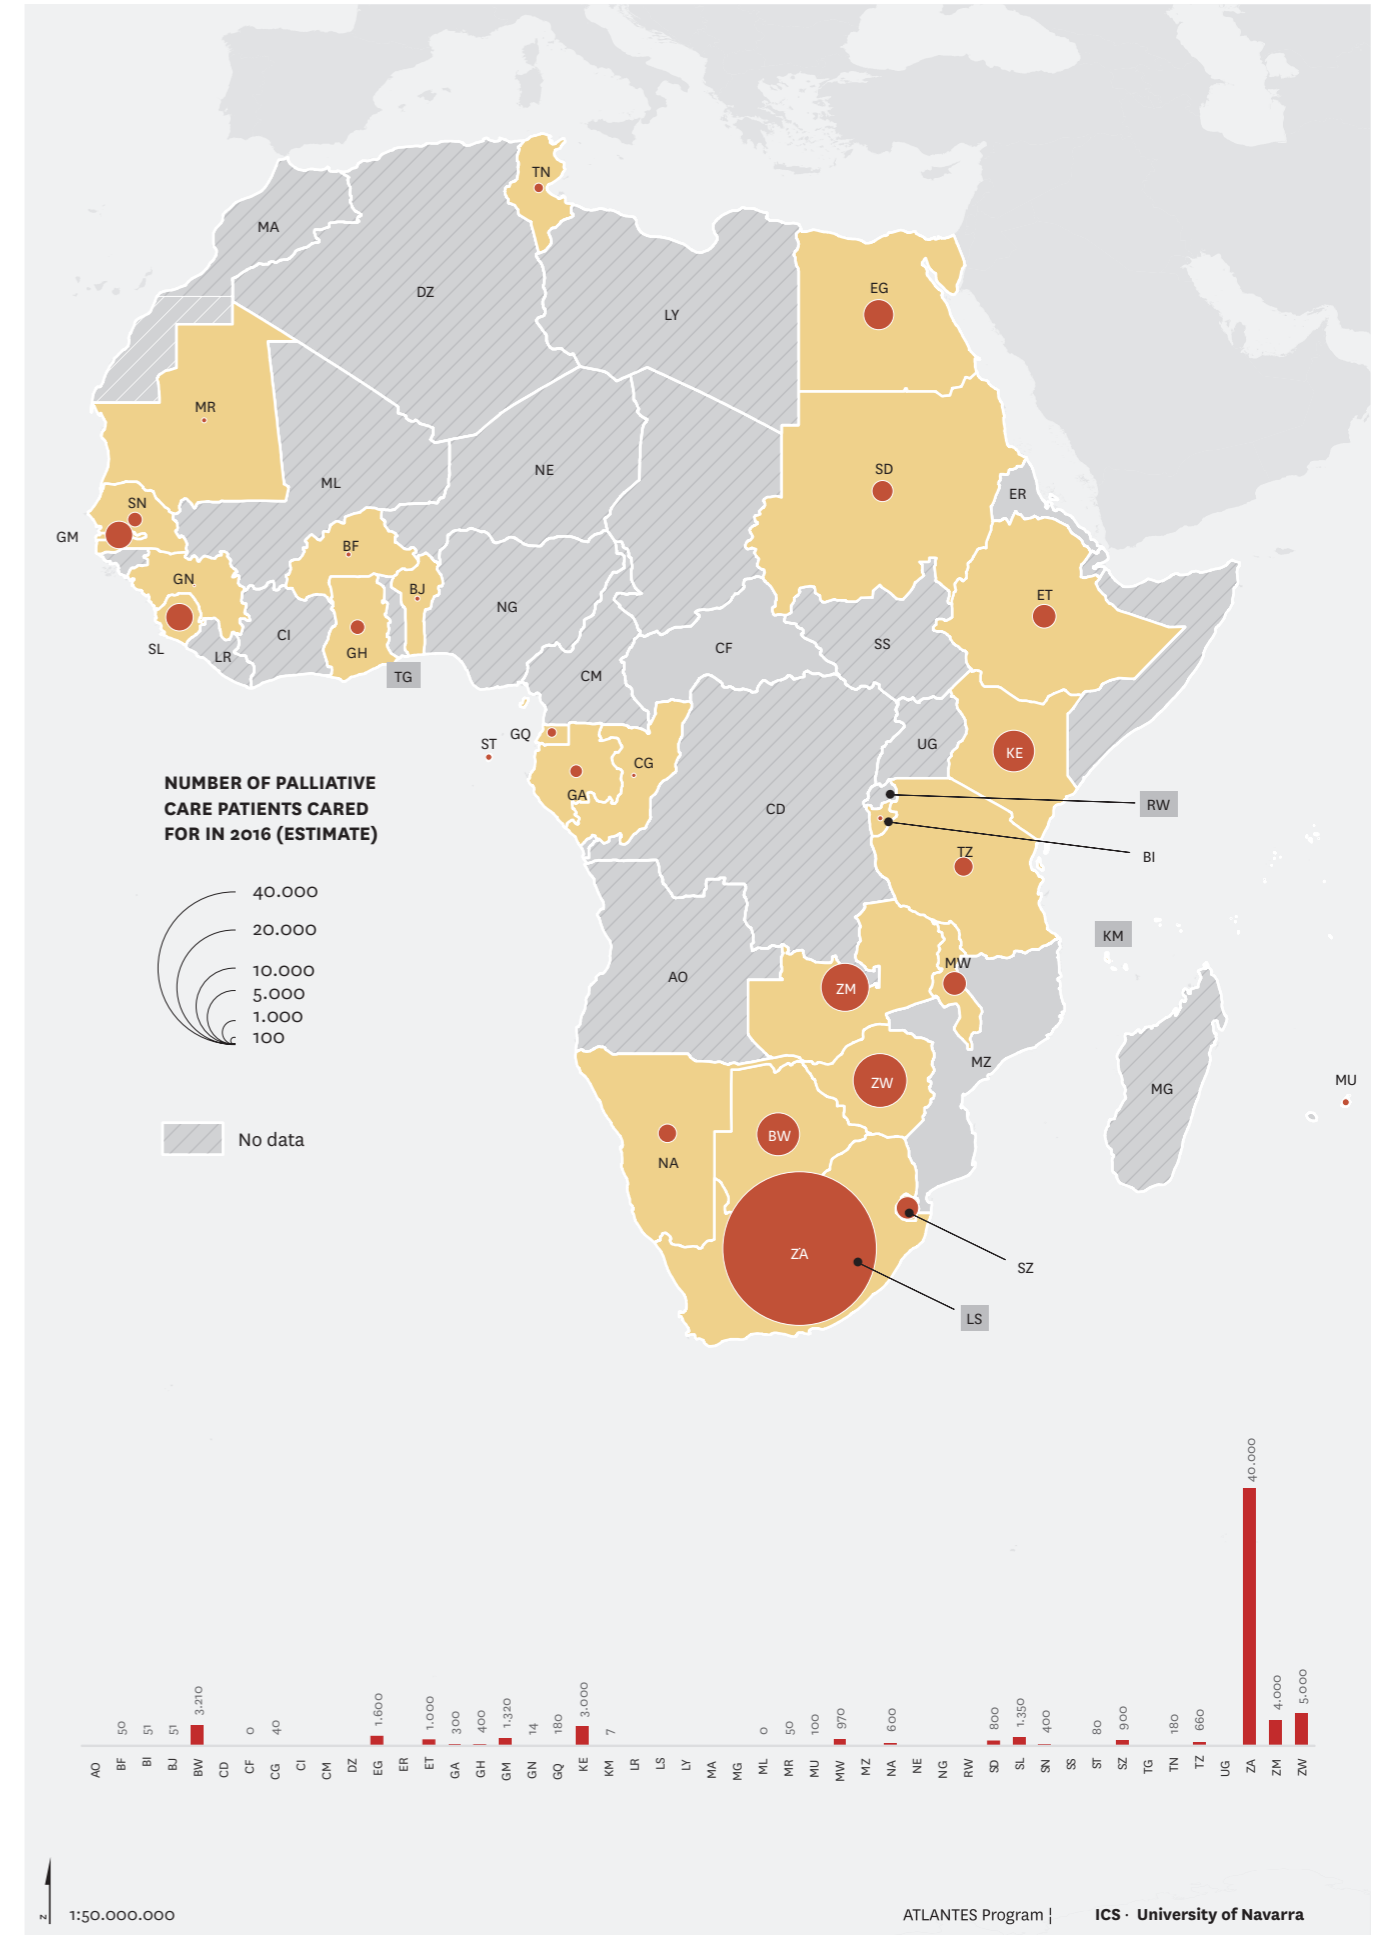 TN
MA
DZ
LY
EG
MR
ML
NE
SD
ER
SN
GM
BF
GN
BJ
ET
NG
CI
SL
LR
GH
TG
CF
SS
CM
GQ
ST
CG
UG
KE
GA
RW
CD
TZ
BI
KM
MW
AO
ZM
MZ
ZW
MG
MU
BW
NA
ZA
SZ
LS
NUMBER OF PALLIATIVE
CARE PATIENTS CARED
FOR IN 2016 (ESTIMATE)
40.000
20.000
10.000
5.000
1.000
100
No data
50
51
51
3.210
0
40
1.600
1.000
300
400
1.320
14
180
3.000
7
0
50
100
970
600
800
1.350
400
80
900
180
660
40.000
4.000
5.000
AO
BF
BI
BJ
BW
CD
CF
CG
CI
CM
DZ
EG
ER
ET
GA
GH
GM
GN
GQ
KE
KM
LR
LS
LY
MA
MG
ML
MR
MU
MW
MZ
NA
NE
NG
RW
SD
SL
SN
SS
ST
SZ
TG
TN
TZ
UG
ZA
ZM
ZW
N
1:50.000.000
ATLANTES Program ¦ ICS · University of Navarra